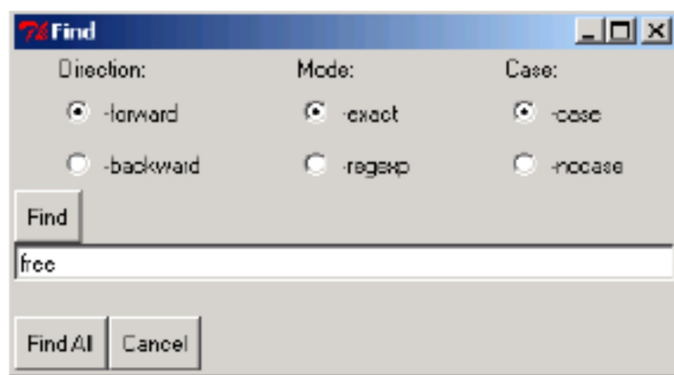 Find
Direction: Mode: Case:
-forward -exact -case
-backward -regexp -nocase
Find
free
Find All Cancel